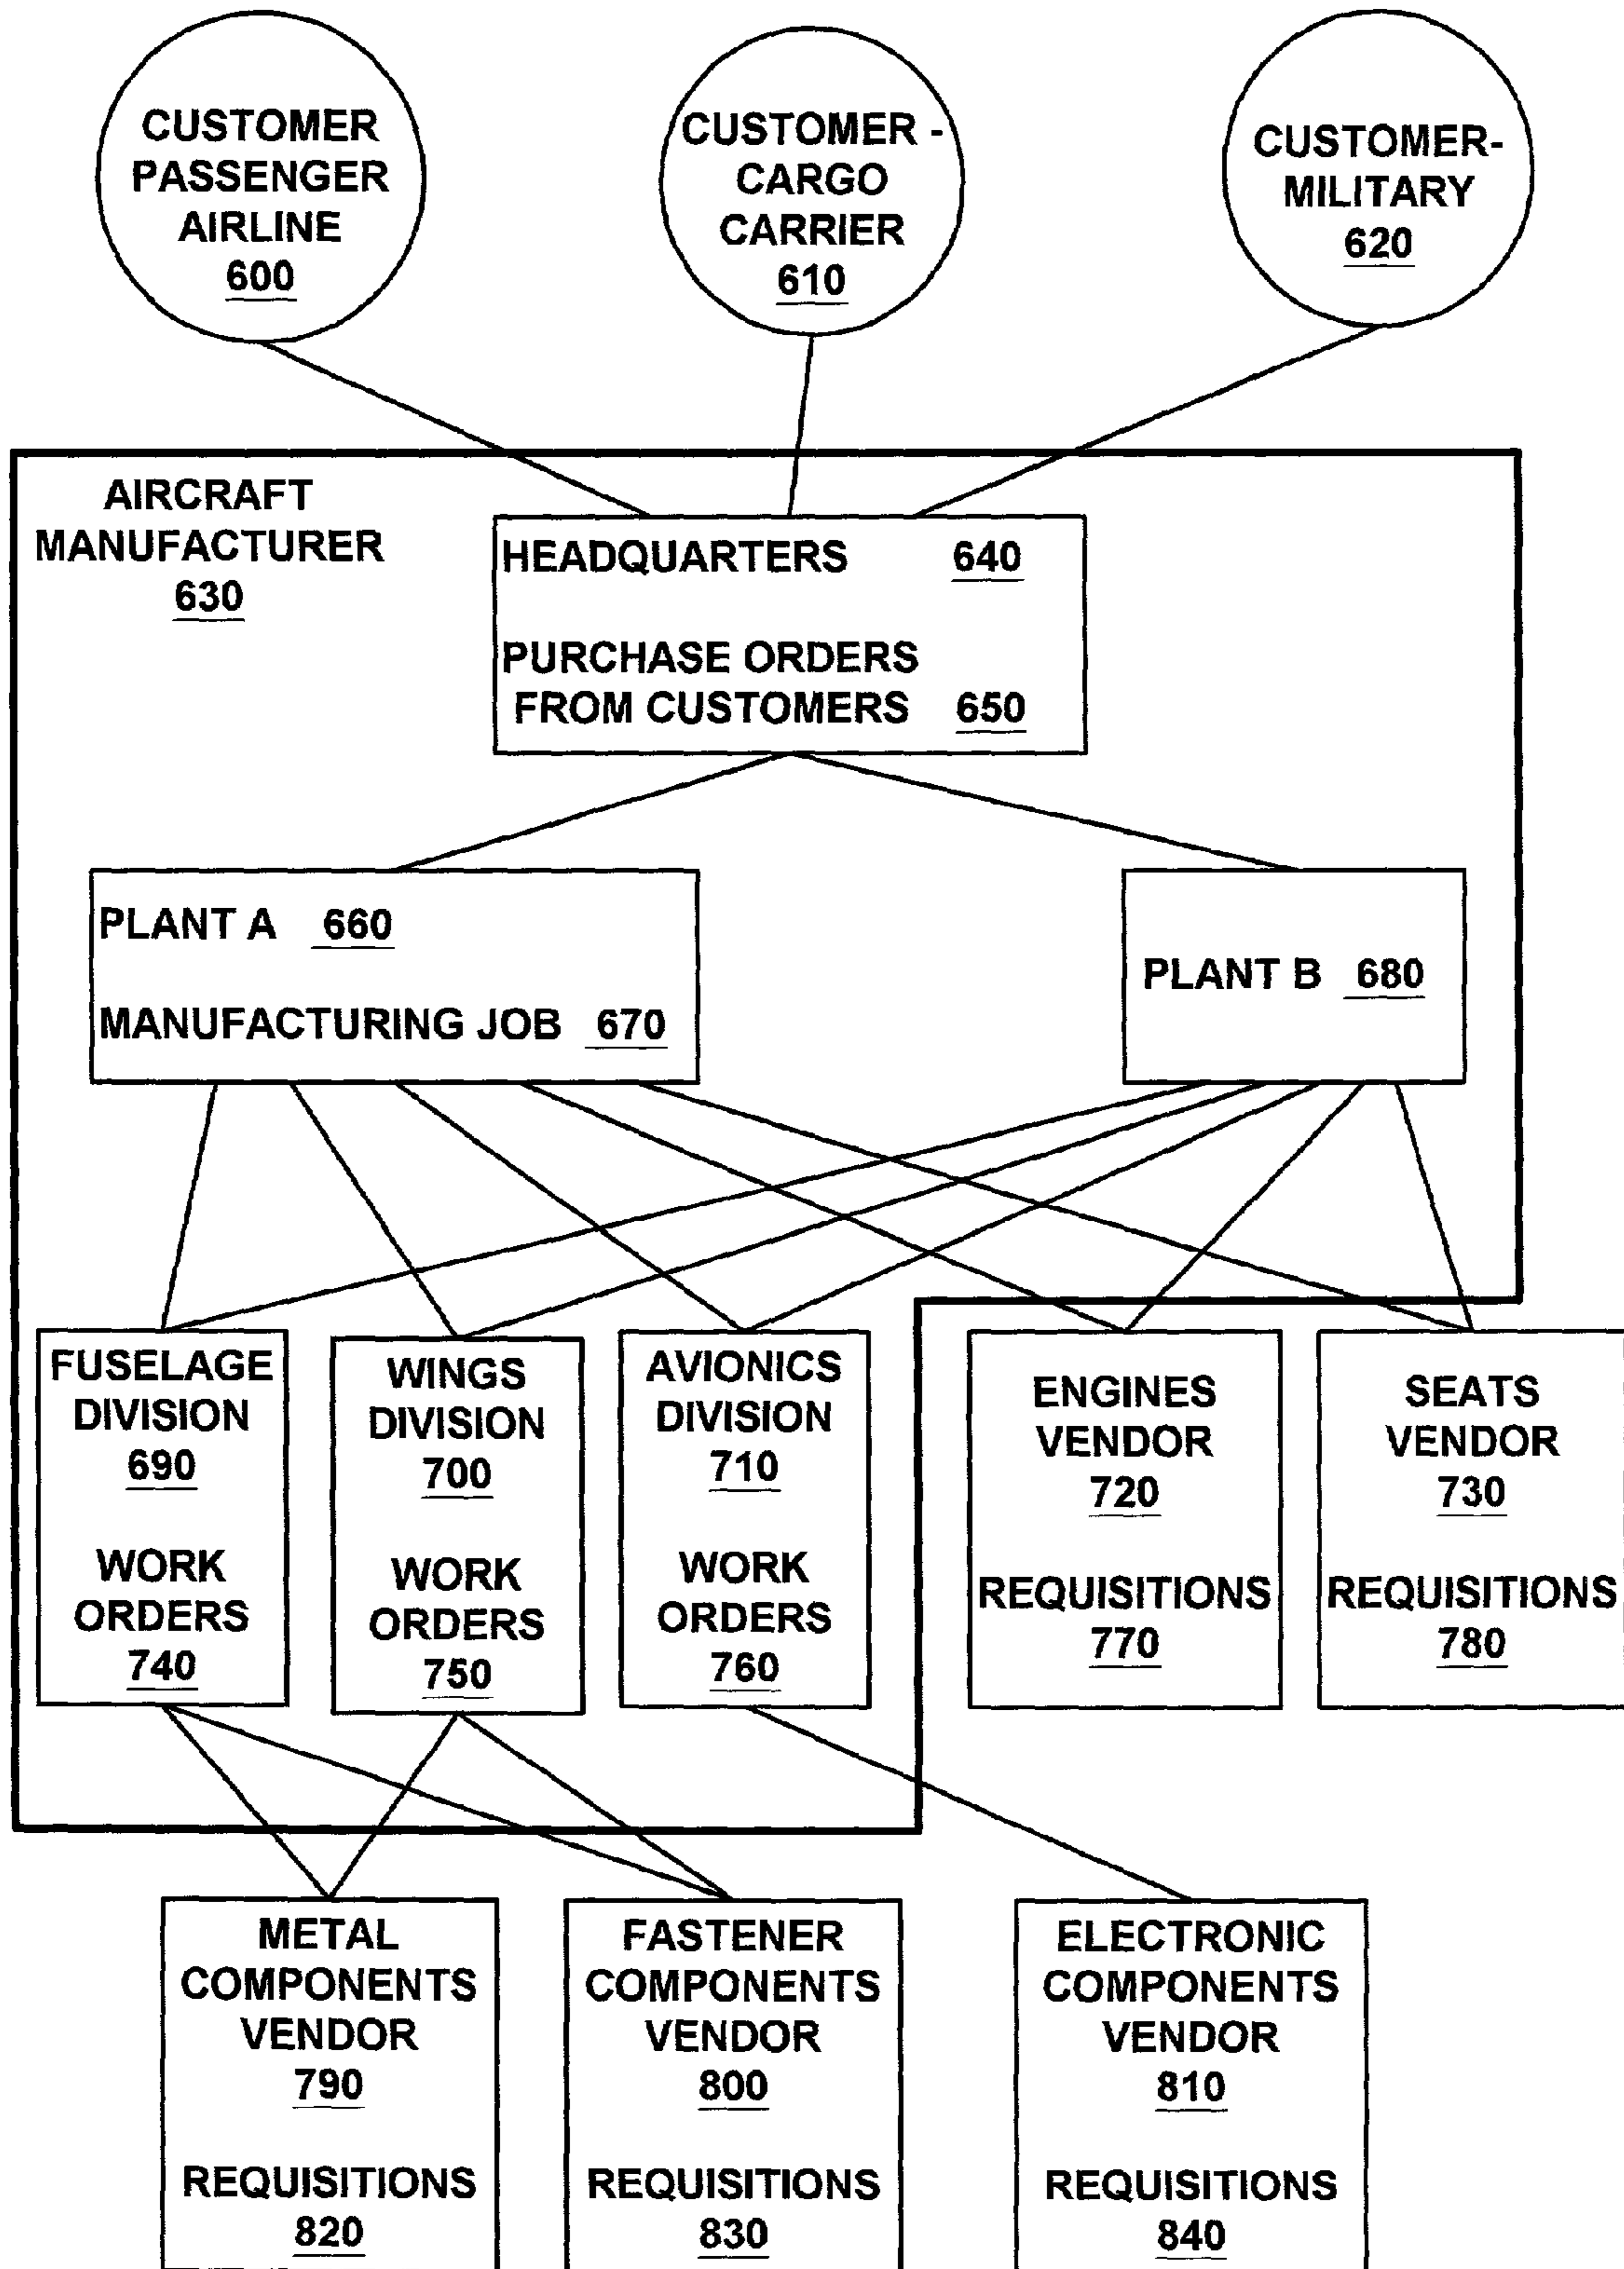 CUSTOMER
PASSENGER
AIRLINE
600
CUSTOMER -
CARGO
CARRIER
610
CUSTOMER-
MILITARY
620
AIRCRAFT
MANUFACTURER
630
HEADQUARTERS 640
PURCHASE ORDERS
FROM CUSTOMERS 650
PLANT A 660
MANUFACTURING JOB 670
PLANT B 680
FUSELAGE
DIVISION
690
WORK
ORDERS
740
WINGS
DIVISION
700
WORK
ORDERS
750
AVIONICS
DIVISION
710
WORK
ORDERS
760
ENGINES
VENDOR
720
REQUISITIONS
770
SEATS
VENDOR
730
REQUISITIONS
780
METAL
COMPONENTS
VENDOR
790
REQUISITIONS
820
FASTENER
COMPONENTS
VENDOR
800
REQUISITIONS
830
ELECTRONIC
COMPONENTS
VENDOR
810
REQUISITIONS
840